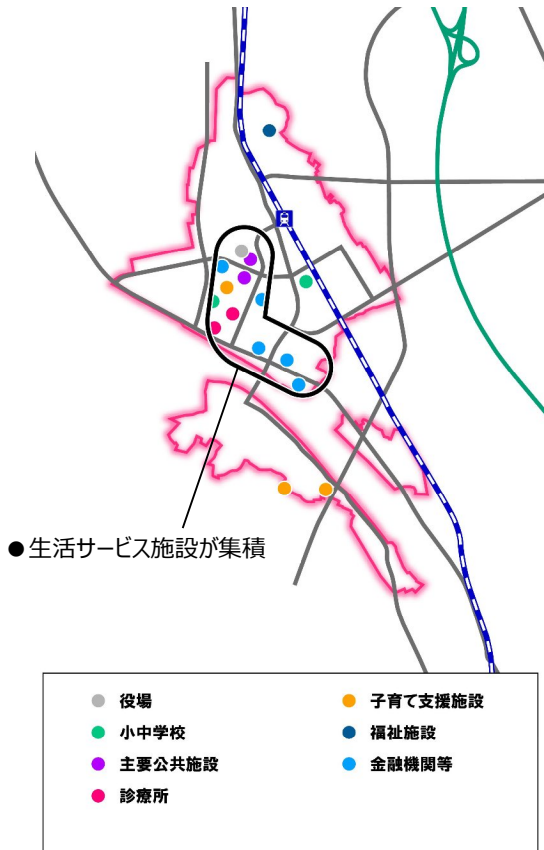 ●生活サービス施設が集積
役場
子育て支援施設
小中学校
福祉施設
主要公共施設
金融機関等
診療所